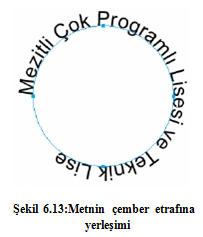 Mezitli Çok Programlı Lisesi ve Teknik Lise
Şekil 6.13:Metnin çember etrafına
yerleşimi